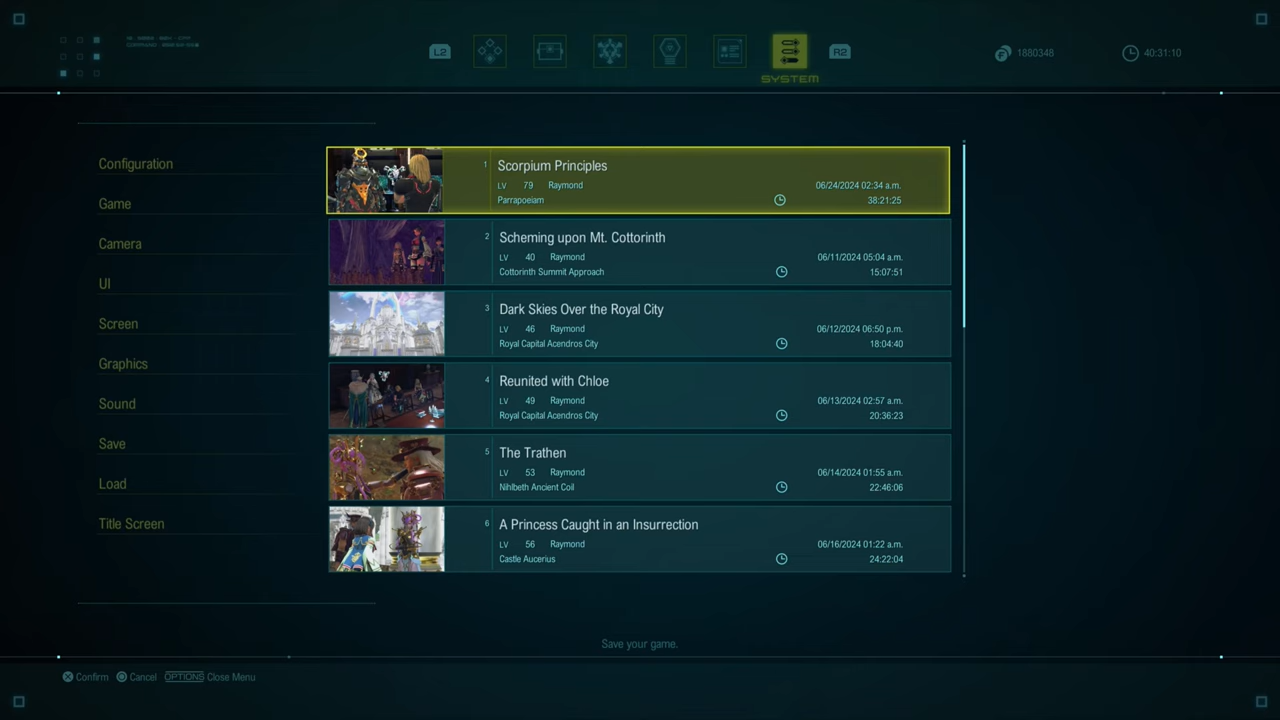 L2
R2
SYSTEM
1880348
40:31:10
Configuration
Game
Camera
UI
Screen
Graphics
Sound
Save
Load
Title Screen
1 Scorpium Principles
LV 79 Raymond 06/24/2024 02:34 a.m.
Parrapoeiam 38:21:25
2 Scheming upon Mt. Cottorinth
LV 40 Raymond 06/11/2024 05:04 a.m.
Cottorinth Summit Approach 15:07:51
3 Dark Skies Over the Royal City
LV 46 Raymond 06/12/2024 06:50 p.m.
Royal Capital Acendros City 18:04:40
4 Reunited with Chloe
LV 49 Raymond 06/13/2024 02:57 a.m.
Royal Capital Acendros City 20:36:23
5 The Trathen
LV 53 Raymond 06/14/2024 01:55 a.m.
Nihlbeth Ancient Coil 22:46:06
6 A Princess Caught in an Insurrection
LV 56 Raymond 06/16/2024 01:22 a.m.
Castle Aucerius 24:22:04
Save your game.
Confirm Cancel OPTIONS Close Menu